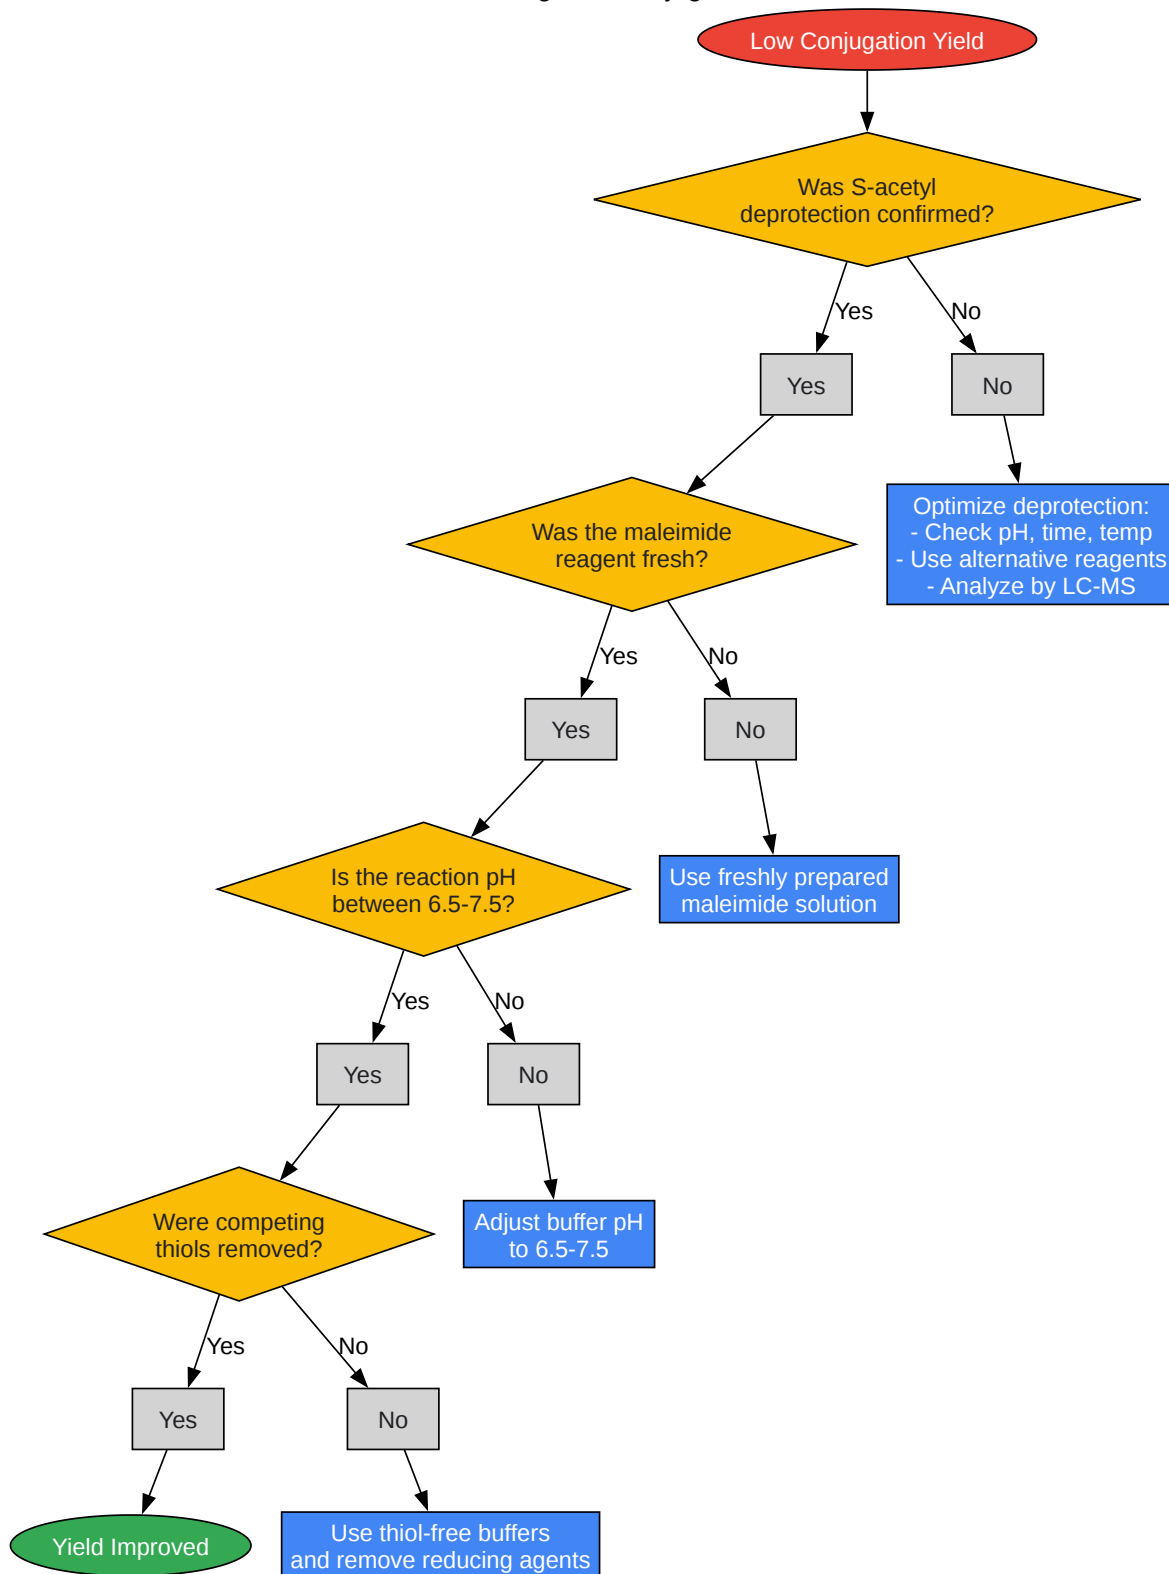 Low Conjugation Yield
Was S-acetyl
deprotection confirmed?
Yes
No
Yes
No
Optimize deprotection:
- Check pH, time, temp
- Use alternative reagents
- Analyze by LC-MS
Was the maleimide
reagent fresh?
Yes
No
Yes
No
Use freshly prepared
maleimide solution
Is the reaction pH
between 6.5-7.5?
Yes
No
Yes
No
Adjust buffer pH
to 6.5-7.5
Were competing
thiols removed?
Yes
No
Yes
No
Yield Improved
Use thiol-free buffers
and remove reducing agents